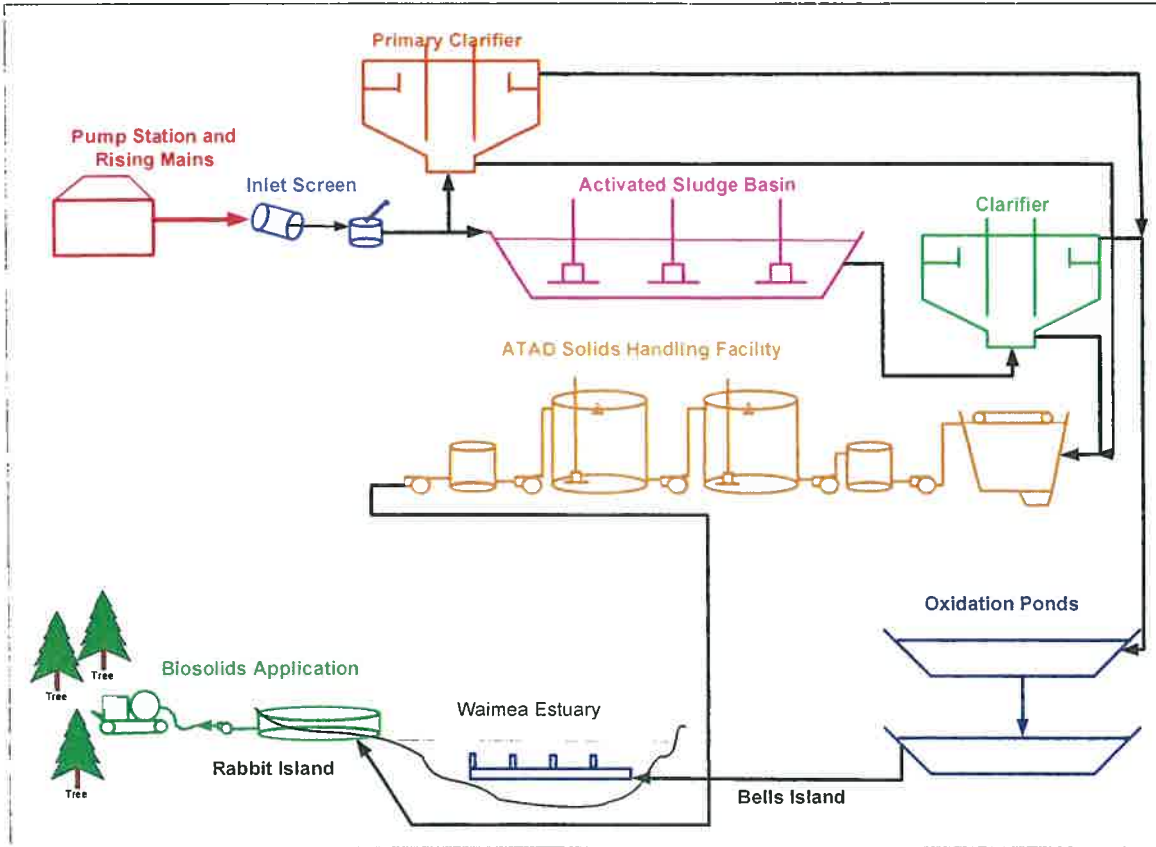 Primary Clarifier
Pump Station and
Rising Mains
Inlet Screen
Activated Sludge Basin
Clarifier
ATAD Solids Handling Facility
Oxidation Ponds
Tree
Tree
Biosolids Application
Waimea Estuary
Rabbit Island
Tree
Bells Island